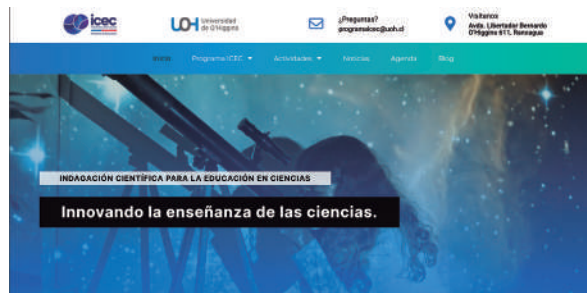 icec
UOH Universidad
de O'Higgins
¿Preguntas?
programaicec@uoh.cl
Visítanos
Avda. Libertador Bernardo
O'Higgins 611, Rancagua
Inicio Programa ICEC Actividades Noticias Agenda Blog
INDAGACIÓN CIENTÍFICA PARA LA EDUCACIÓN EN CIENCIAS
Innovando la enseñanza de las ciencias.